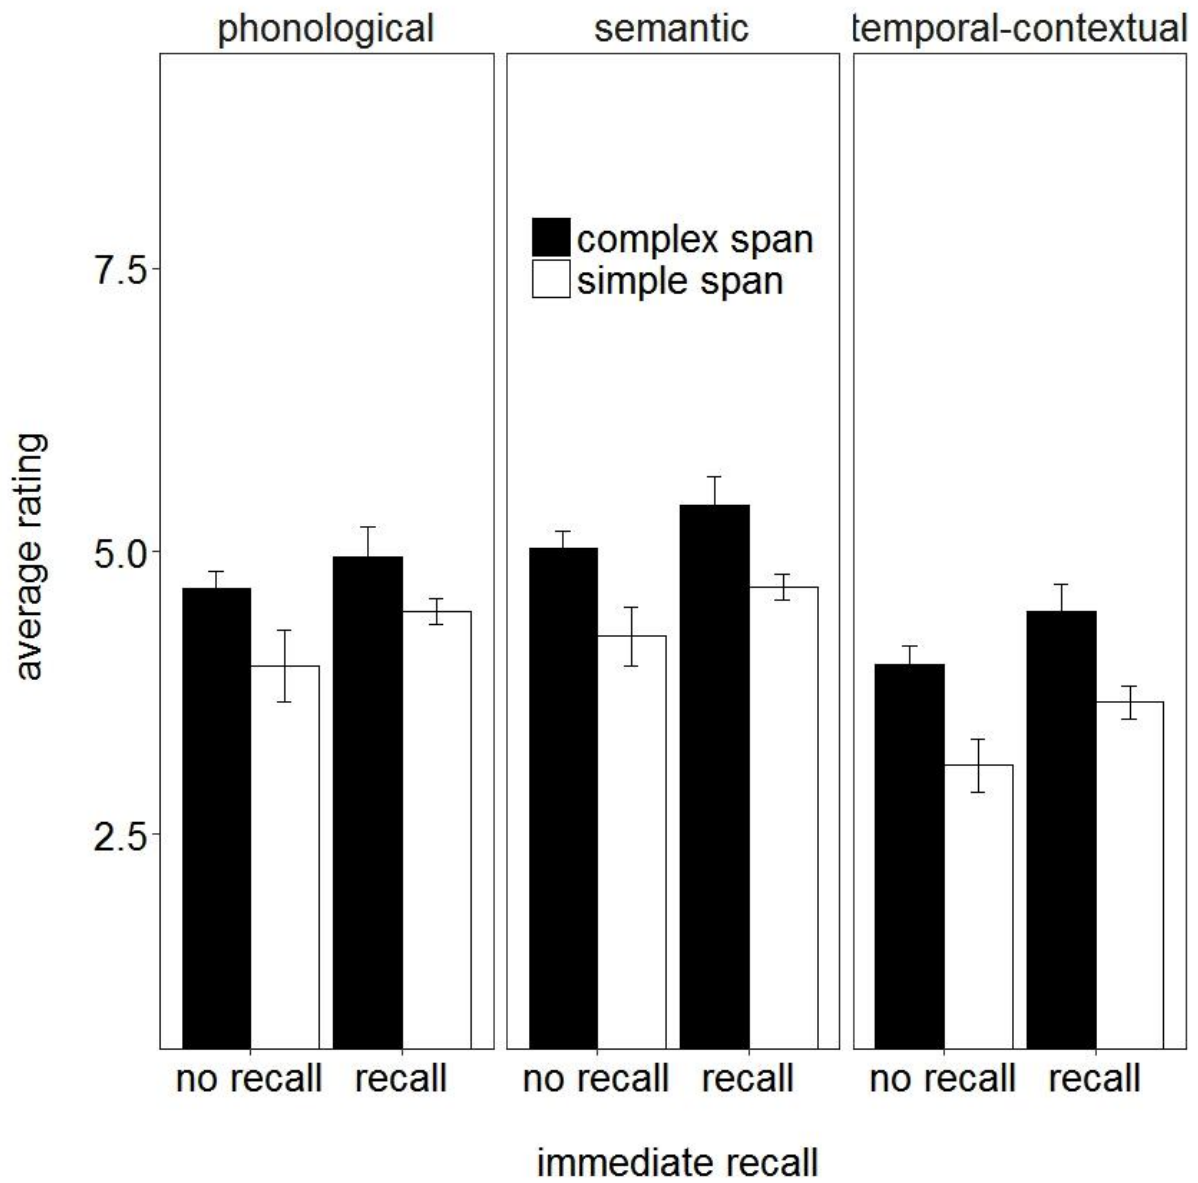 phonological
semantic
temporal-contextual
complex span
simple span
7.5
5.0
2.5
average rating
no recall
recall
no recall
recall
no recall
recall
immediate recall